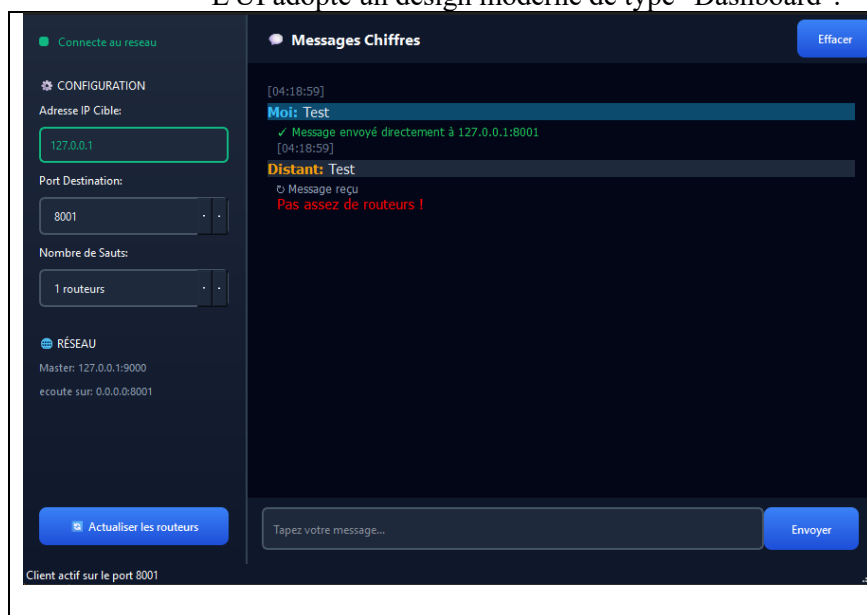 L'UI adopte un design moderne de type "Dashboard".
Connecte au reseau
CONFIGURATION
Adresse IP Cible:
127.0.0.1
Port Destination:
8001
Nombre de Sauts:
1 routeurs
RÉSEAU
Master: 127.0.0.1:9000
ecoute sur: 0.0.0.0:8001
Actualiser les routeurs
Client actif sur le port 8001
Messages Chiffres
Effacer
[04:18:59]
Moi: Test
✓ Message envoyé directement à 127.0.0.1:8001
[04:18:59]
Distant: Test
↻ Message reçu
Pas assez de routeurs !
Tapez votre message...
Envoyer